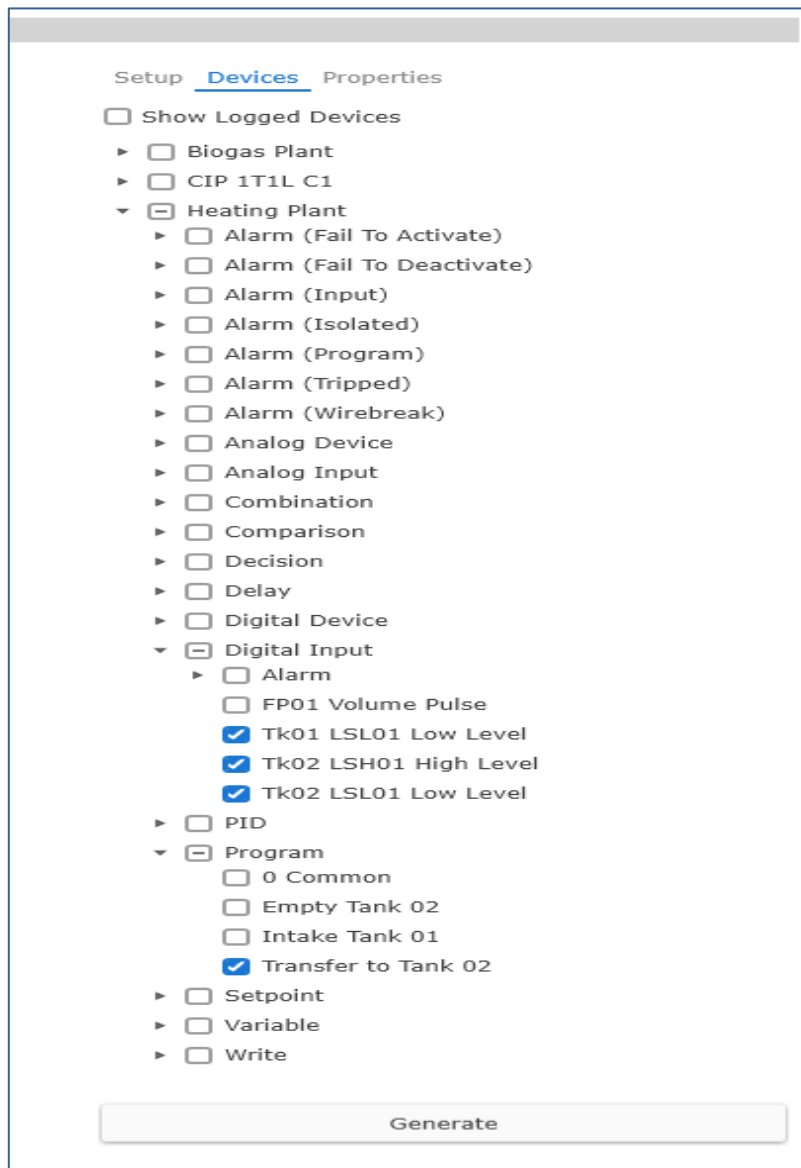 Setup Devices Properties
Show Logged Devices
Biogas Plant
CIP 1T1L C1
Heating Plant
Alarm (Fail To Activate)
Alarm (Fail To Deactivate)
Alarm (Input)
Alarm (Isolated)
Alarm (Program)
Alarm (Tripped)
Alarm (Wirebreak)
Analog Device
Analog Input
Combination
Comparison
Decision
Delay
Digital Device
Digital Input
Alarm
FP01 Volume Pulse
Tk01 LSL01 Low Level
Tk02 LSH01 High Level
Tk02 LSL01 Low Level
PID
Program
0 Common
Empty Tank 02
Intake Tank 01
Transfer to Tank 02
Setpoint
Variable
Write
Generate